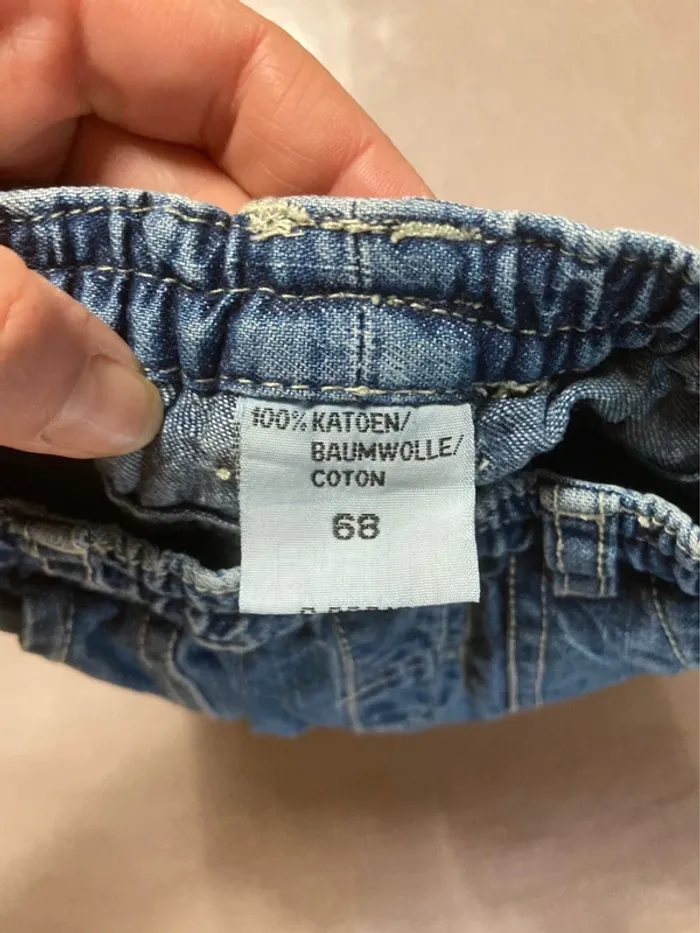 100% KATOEN/
BAUMWOLLE/
COTON
68